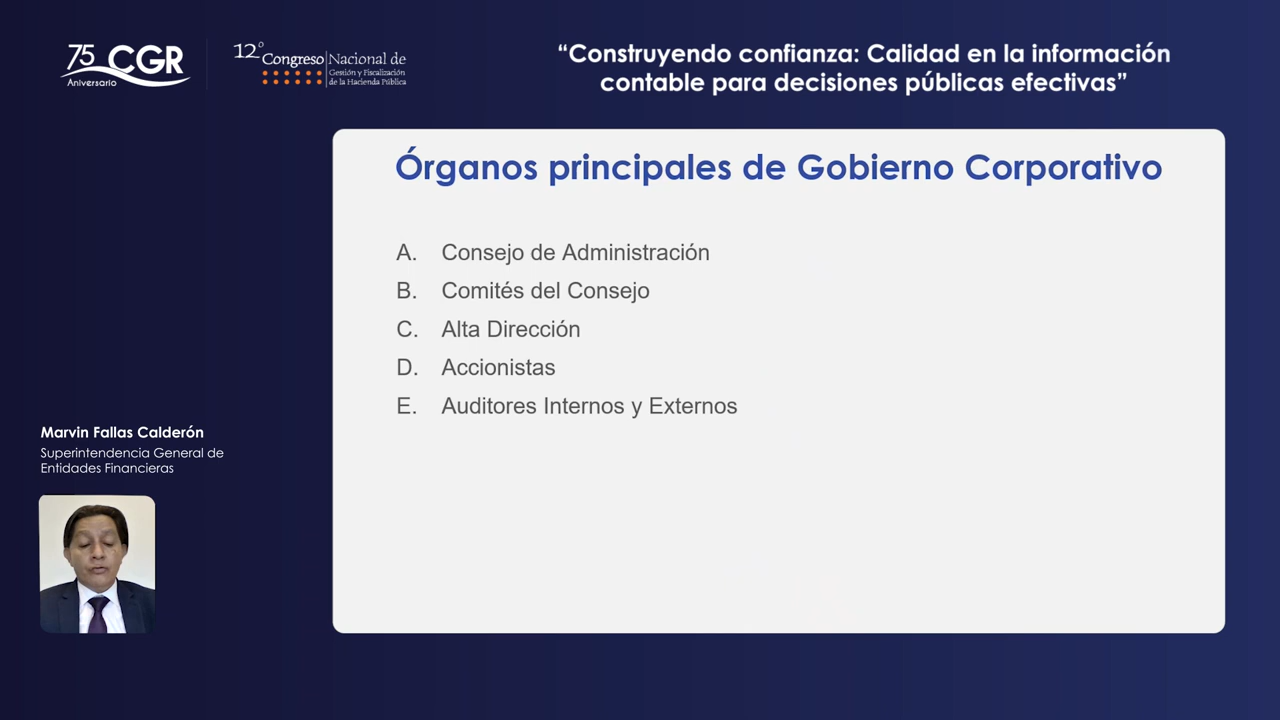 75 CGR
Aniversario
12° Congreso Nacional de
Gestión y Fiscalización
de la Hacienda Pública
“Construyendo confianza: Calidad en la información
contable para decisiones públicas efectivas”
Órganos principales de Gobierno Corporativo
A. Consejo de Administración
B. Comités del Consejo
C. Alta Dirección
D. Accionistas
E. Auditores Internos y Externos
Marvin Fallas Calderón
Superintendencia General de
Entidades Financieras